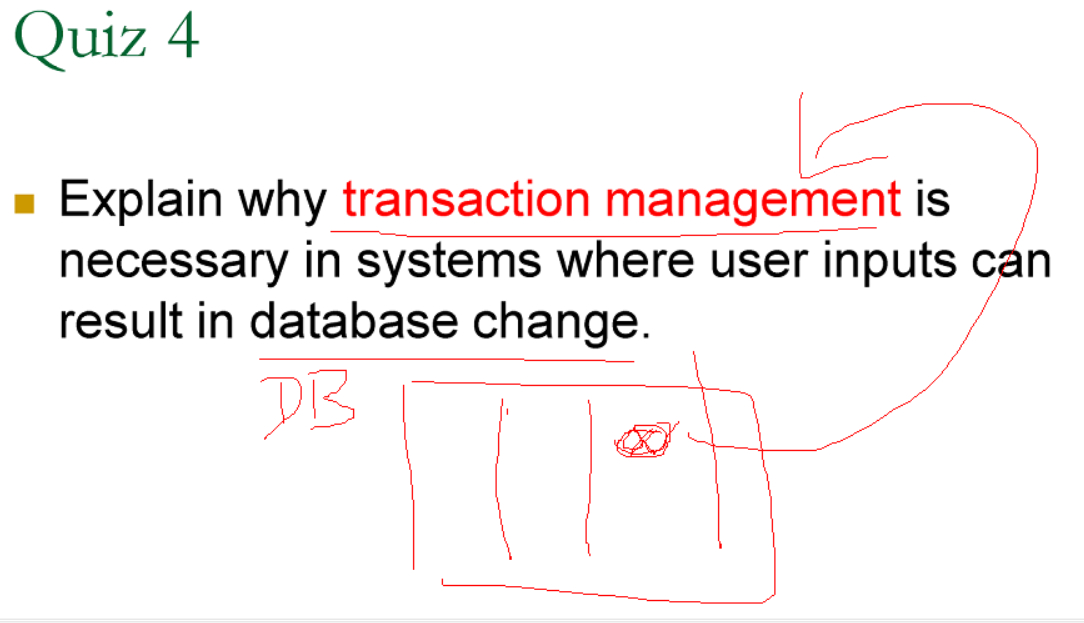 Quiz 4
Explain why transaction management is
necessary in systems where user inputs can
result in database change.
DB